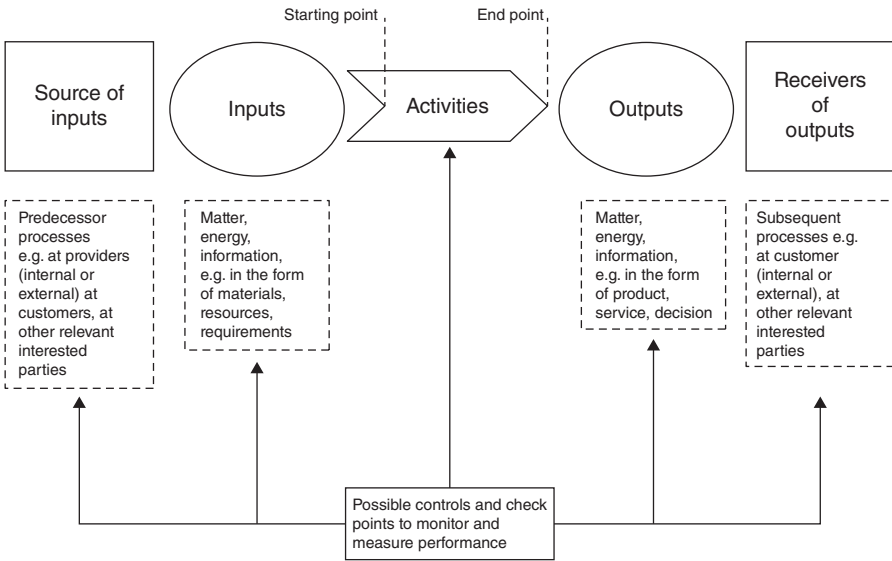 Starting point
End point
Source of
inputs
Inputs
Activities
Outputs
Receivers
of
outputs
Predecessor
processes
e.g. at providers
(internal or
external) at
customers, at
other relevant
interested
parties
Matter,
energy,
information,
e.g. in the form
of materials,
resources,
requirements
Matter,
energy,
information,
e.g. in the form
of product,
service, decision
Subsequent
processes e.g.
at customer
(internal or
external), at
other relevant
interested
parties
Possible controls and check
points to monitor and
measure performance